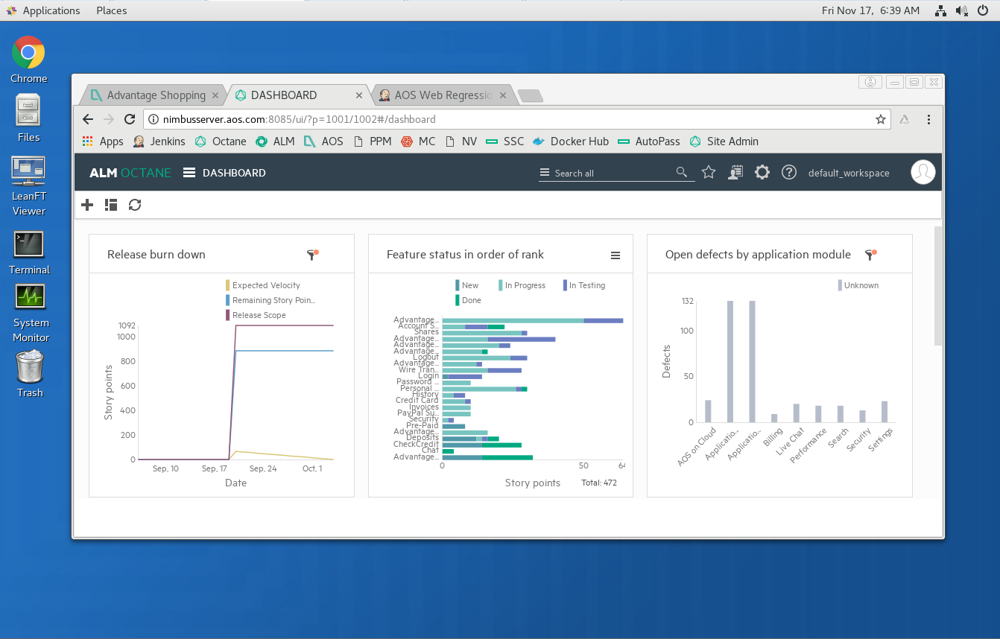 Applications Places Fri Nov 17, 6:39 AM
Chrome
Files
LeanFT
Viewer
Terminal
System
Monitor
Trash
Advantage Shopping
DASHBOARD
AOS Web Regressio
nimbusserver.aos.com:8085/ui/?p=1001/1002#/dashboard
Apps Jenkins Octane ALM AOS PPM MC NV SSC Docker Hub AutoPass Site Admin
ALM OCTANE DASHBOARD Search all default_workspace
Release burn down
Expected Velocity
Remaining Story Poin...
Release Scope
1092
1000
800
600
400
200
0
Story points
Sep, 10 Sep, 17 Sep, 24 Oct, 1
Date
Feature status in order of rank
New In Progress In Testing
Done
Advantage...
Account S...
Shares
Advantage...
Advantage...
Advantage...
Logout
Advantage...
Wire Tran...
Login
Password ...
Personal ...
History
Credit Card
Invoices
PayPal Su...
Security
Pre-Paid
Advantage...
Deposits
CheckCredit
Chat
Advantage...
0 50 64
Story points Total: 472
Open defects by application module
Unknown
132
100
50
0
Defects
AOS on Cloud
Applicatio...
Applicatio...
Billing
Live Chat
Performance
Search
Security
Settings